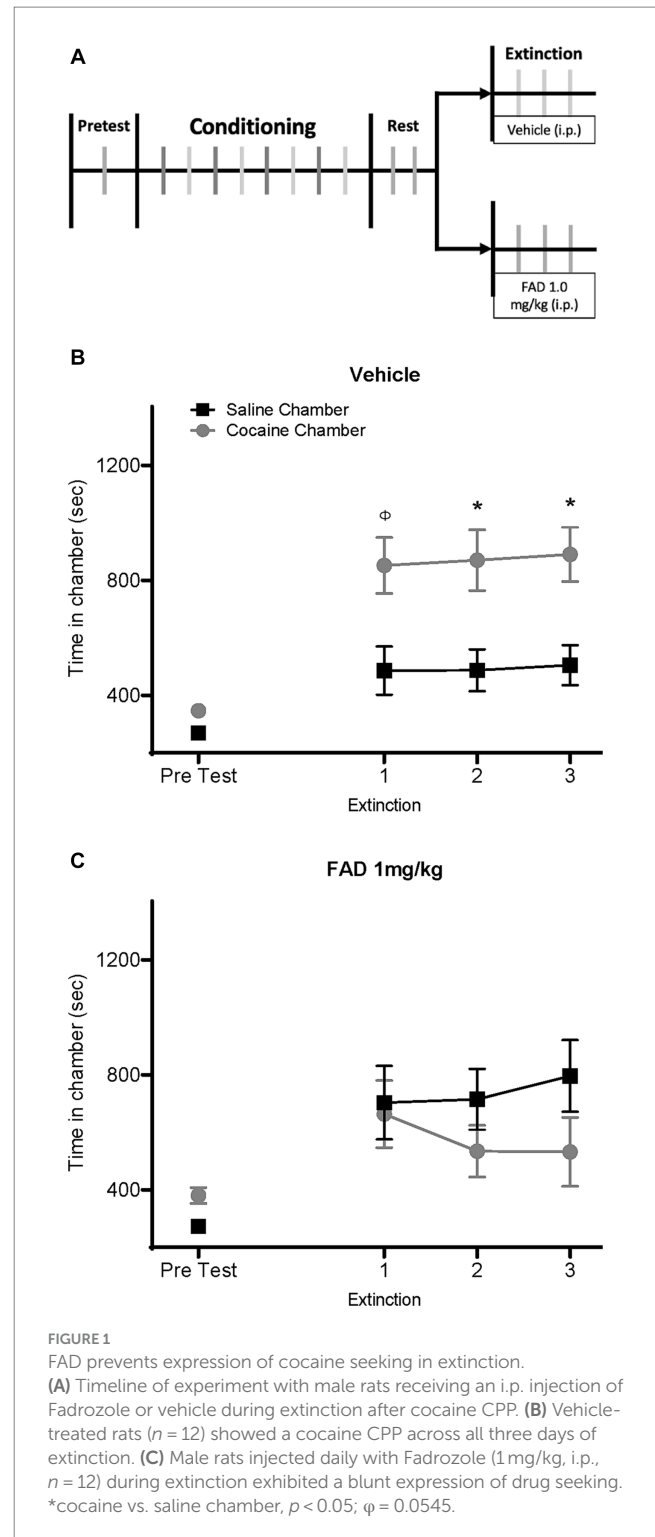 A
Pretest
Conditioning
Rest
Extinction
Vehicle (i.p.)
FAD 1.0
mg/kg (i.p.)
B
Vehicle
Saline Chamber
Cocaine Chamber
Time in chamber (sec)
1200
800
400
Φ
*
*
Pre Test
1
2
3
Extinction
C
FAD 1mg/kg
Time in chamber (sec)
1200
800
400
Pre Test
1
2
3
Extinction
FIGURE 1
FAD prevents expression of cocaine seeking in extinction.
(A) Timeline of experiment with male rats receiving an i.p. injection of
Fadrozole or vehicle during extinction after cocaine CPP. (B) Vehicle-
treated rats (n = 12) showed a cocaine CPP across all three days of
extinction. (C) Male rats injected daily with Fadrozole (1 mg/kg, i.p.,
n = 12) during extinction exhibited a blunt expression of drug seeking.
*cocaine vs. saline chamber, p < 0.05; φ = 0.0545.